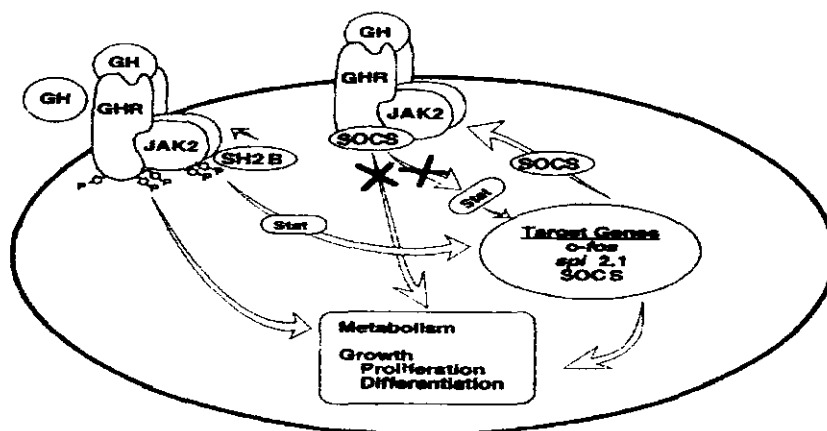 GH
GH
GHR
JAK2
SH2B
P
P
P
P
Stat
GH
GHR
JAK2
SOCS
Stat
SOCS
Target Genes
c-fos
spi 2.1
SOCS
Metabolism
Growth
Proliferation
Differentiation